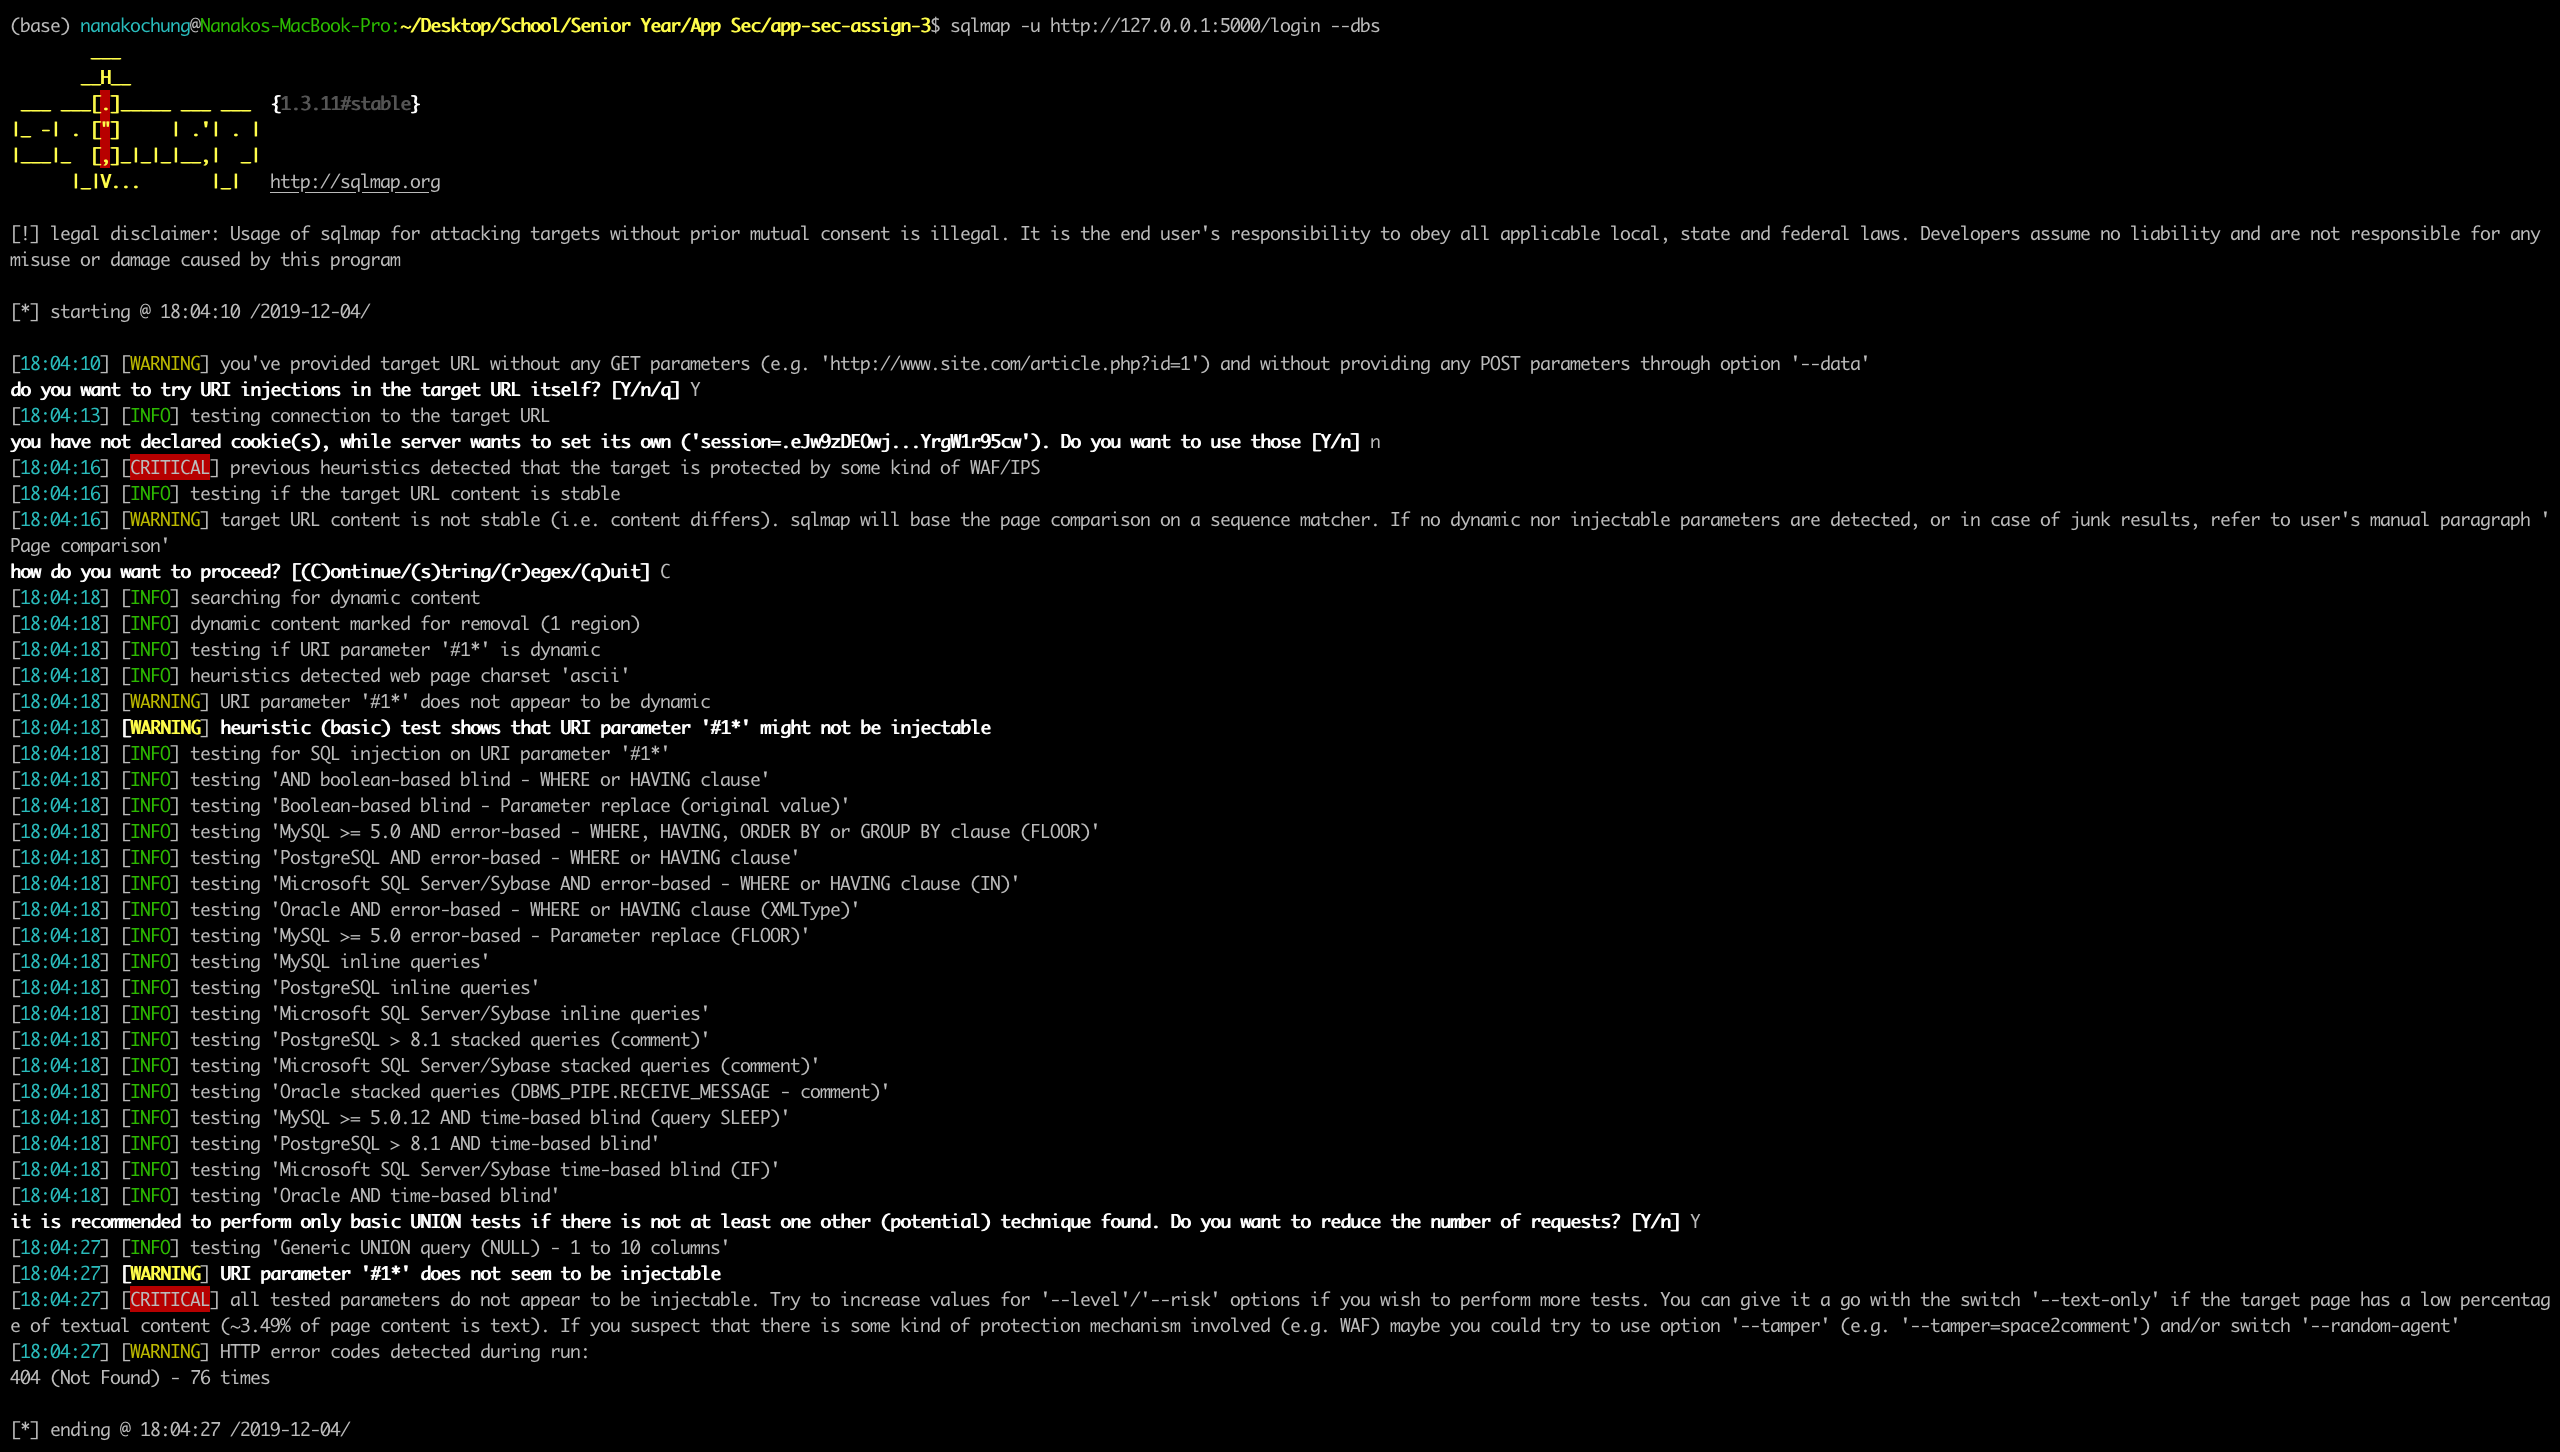 (base) nanakochung@Nanakos-MacBook-Pro:~/Desktop/School/Senior Year/App Sec/app-sec-assign-3$ sqlmap -u http://127.0.0.1:5000/login --dbs
        ___
       __H__
 ___ ___[.]_____ ___ ___  {1.3.11#stable}
|_ -| . ["]     | .'| . |
|___|_  [,]_|_|_|__,|  _|
      |_|V...       |_|   http://sqlmap.org

[!] legal disclaimer: Usage of sqlmap for attacking targets without prior mutual consent is illegal. It is the end user's responsibility to obey all applicable local, state and federal laws. Developers assume no liability and are not responsible for any
misuse or damage caused by this program

[*] starting @ 18:04:10 /2019-12-04/

[18:04:10] [WARNING] you've provided target URL without any GET parameters (e.g. 'http://www.site.com/article.php?id=1') and without providing any POST parameters through option '--data'
do you want to try URI injections in the target URL itself? [Y/n/q] Y
[18:04:13] [INFO] testing connection to the target URL
you have not declared cookie(s), while server wants to set its own ('session=.eJw9zDEOwj...YrgW1r95cw'). Do you want to use those [Y/n] n
[18:04:16] [CRITICAL] previous heuristics detected that the target is protected by some kind of WAF/IPS
[18:04:16] [INFO] testing if the target URL content is stable
[18:04:16] [WARNING] target URL content is not stable (i.e. content differs). sqlmap will base the page comparison on a sequence matcher. If no dynamic nor injectable parameters are detected, or in case of junk results, refer to user's manual paragraph '
Page comparison'
how do you want to proceed? [(C)ontinue/(s)tring/(r)egex/(q)uit] C
[18:04:18] [INFO] searching for dynamic content
[18:04:18] [INFO] dynamic content marked for removal (1 region)
[18:04:18] [INFO] testing if URI parameter '#1*' is dynamic
[18:04:18] [INFO] heuristics detected web page charset 'ascii'
[18:04:18] [WARNING] URI parameter '#1*' does not appear to be dynamic
[18:04:18] [WARNING] heuristic (basic) test shows that URI parameter '#1*' might not be injectable
[18:04:18] [INFO] testing for SQL injection on URI parameter '#1*'
[18:04:18] [INFO] testing 'AND boolean-based blind - WHERE or HAVING clause'
[18:04:18] [INFO] testing 'Boolean-based blind - Parameter replace (original value)'
[18:04:18] [INFO] testing 'MySQL >= 5.0 AND error-based - WHERE, HAVING, ORDER BY or GROUP BY clause (FLOOR)'
[18:04:18] [INFO] testing 'PostgreSQL AND error-based - WHERE or HAVING clause'
[18:04:18] [INFO] testing 'Microsoft SQL Server/Sybase AND error-based - WHERE or HAVING clause (IN)'
[18:04:18] [INFO] testing 'Oracle AND error-based - WHERE or HAVING clause (XMLType)'
[18:04:18] [INFO] testing 'MySQL >= 5.0 error-based - Parameter replace (FLOOR)'
[18:04:18] [INFO] testing 'MySQL inline queries'
[18:04:18] [INFO] testing 'PostgreSQL inline queries'
[18:04:18] [INFO] testing 'Microsoft SQL Server/Sybase inline queries'
[18:04:18] [INFO] testing 'PostgreSQL > 8.1 stacked queries (comment)'
[18:04:18] [INFO] testing 'Microsoft SQL Server/Sybase stacked queries (comment)'
[18:04:18] [INFO] testing 'Oracle stacked queries (DBMS_PIPE.RECEIVE_MESSAGE - comment)'
[18:04:18] [INFO] testing 'MySQL >= 5.0.12 AND time-based blind (query SLEEP)'
[18:04:18] [INFO] testing 'PostgreSQL > 8.1 AND time-based blind'
[18:04:18] [INFO] testing 'Microsoft SQL Server/Sybase time-based blind (IF)'
[18:04:18] [INFO] testing 'Oracle AND time-based blind'
it is recommended to perform only basic UNION tests if there is not at least one other (potential) technique found. Do you want to reduce the number of requests? [Y/n] Y
[18:04:27] [INFO] testing 'Generic UNION query (NULL) - 1 to 10 columns'
[18:04:27] [WARNING] URI parameter '#1*' does not seem to be injectable
[18:04:27] [CRITICAL] all tested parameters do not appear to be injectable. Try to increase values for '--level'/'--risk' options if you wish to perform more tests. You can give it a go with the switch '--text-only' if the target page has a low percentag
e of textual content (~3.49% of page content is text). If you suspect that there is some kind of protection mechanism involved (e.g. WAF) maybe you could try to use option '--tamper' (e.g. '--tamper=space2comment') and/or switch '--random-agent'
[18:04:27] [WARNING] HTTP error codes detected during run:
404 (Not Found) - 76 times

[*] ending @ 18:04:27 /2019-12-04/